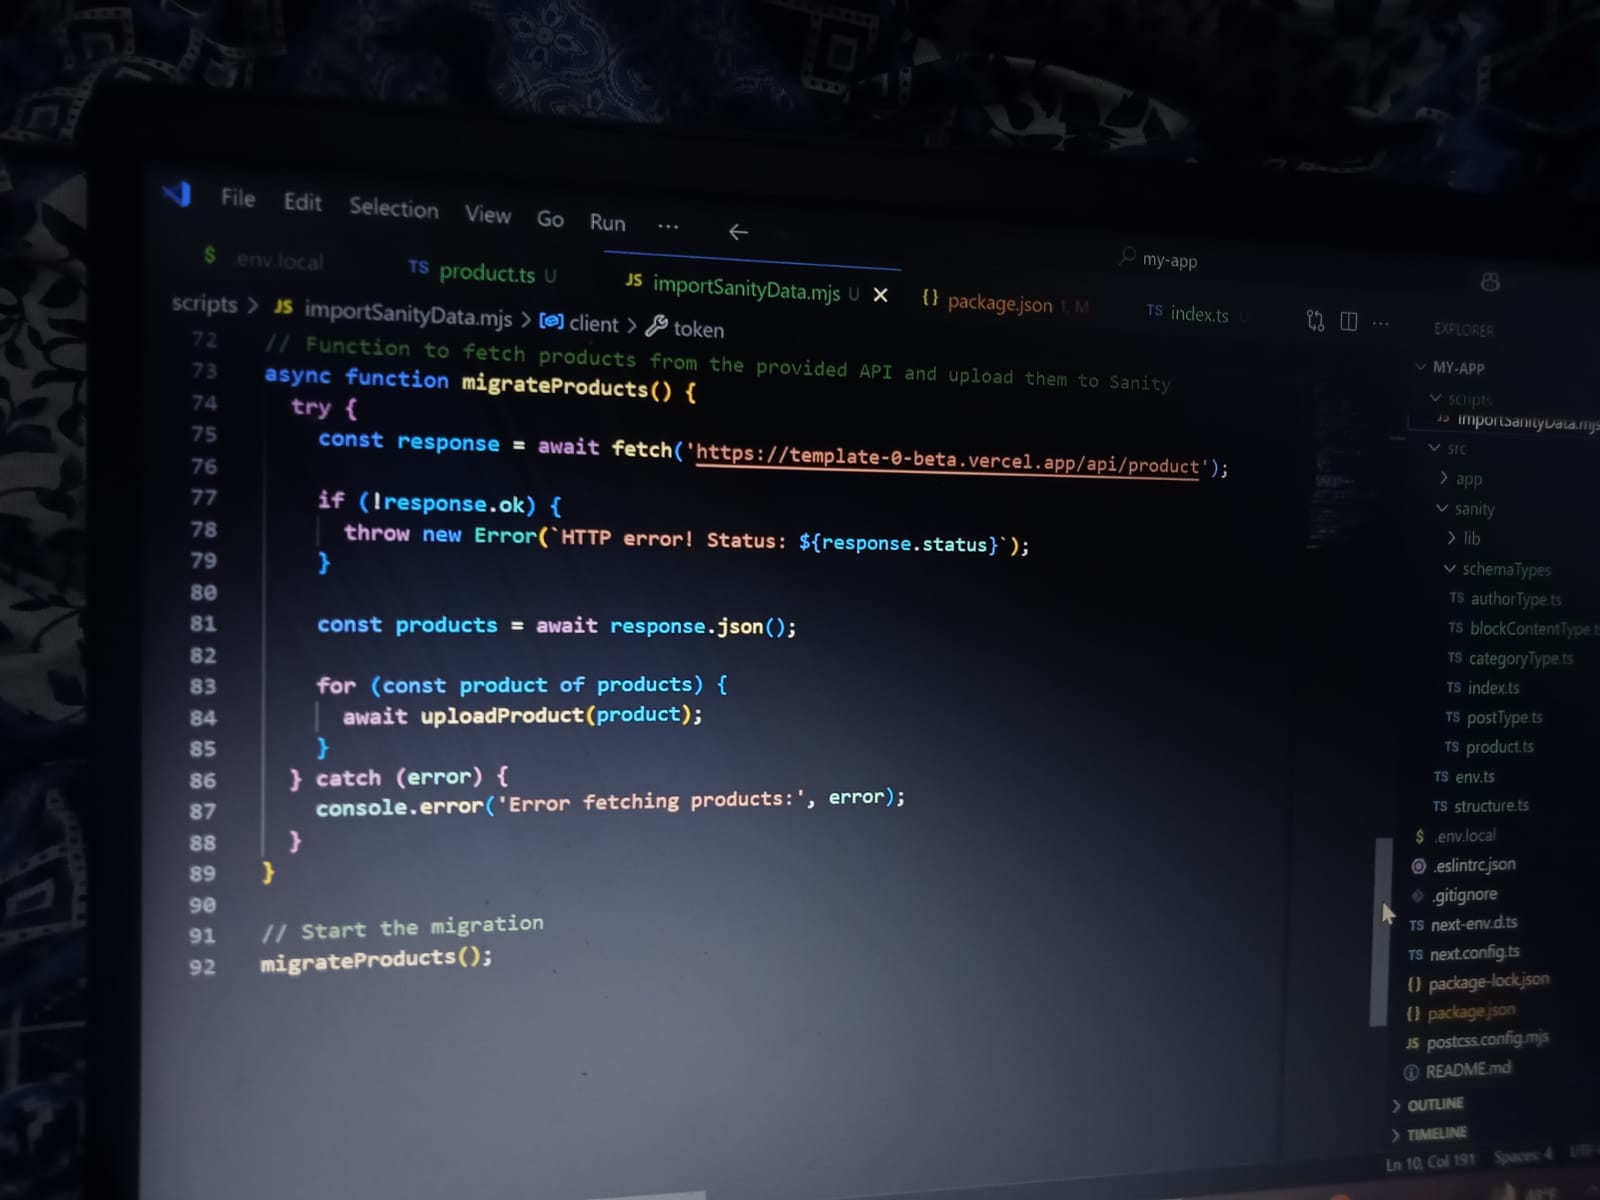 File Edit Selection View Go Run ... ←
my-app
$ .env.local TS product.ts U JS importSanityData.mjs U × {} package.json 1, M TS index.ts U ...
scripts > JS importSanityData.mjs > client > token
72 // Function to fetch products from the provided API and upload them to Sanity
73 async function migrateProducts() {
74 try {
75 const response = await fetch('https://template-0-beta.vercel.app/api/product');
76
77 if (!response.ok) {
78 throw new Error(`HTTP error! Status: ${response.status}`);
79 }
80
81 const products = await response.json();
82
83 for (const product of products) {
84 await uploadProduct(product);
85 }
86 } catch (error) {
87 console.error('Error fetching products:', error);
88 }
89 }
90
91 // Start the migration
92 migrateProducts();
EXPLORER
MY-APP
scripts
JS importSanityData.mjs
src
> app
sanity
> lib
schemaTypes
TS authorType.ts
TS blockContentType.t
TS categoryType.ts
TS index.ts
TS postType.ts
TS product.ts
TS env.ts
TS structure.ts
$ .env.local
.eslintrc.json
.gitignore
TS next-env.d.ts
TS next.config.ts
{} package-lock.json
{} package.json
JS postcss.config.mjs
README.md
> OUTLINE
> TIMELINE
Ln 10, Col 191 Spaces: 4